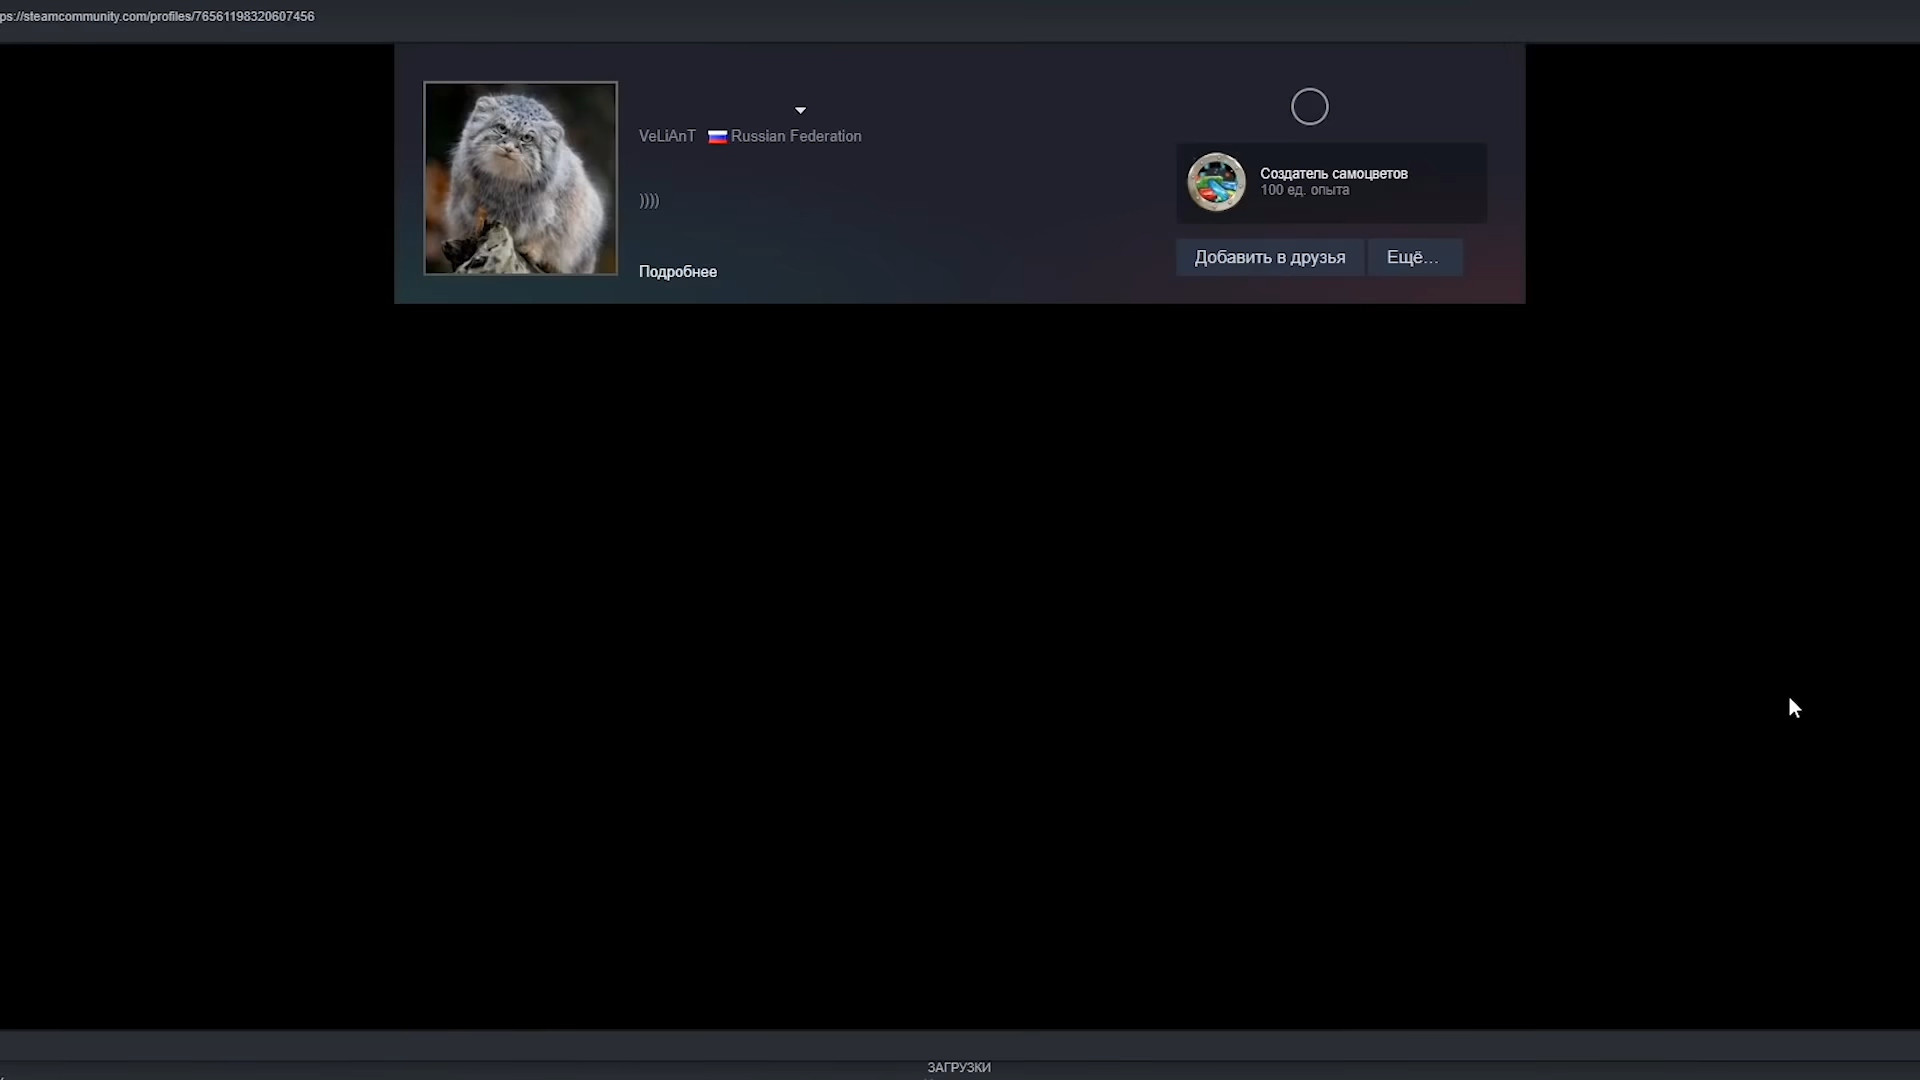 ps://steamcommunity.com/profiles/76561198320607456
VeLiAnT Russian Federation
))))
Подробнее
Создатель самоцветов
100 ед. опыта
Добавить в друзья
Ещё...
ЗАГРУЗКИ